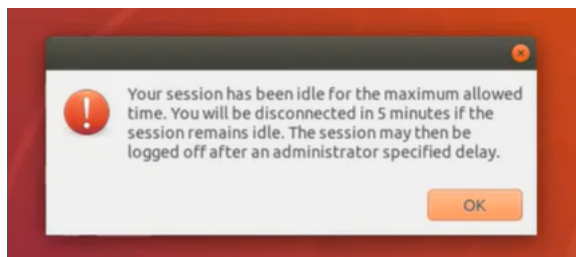 Your session has been idle for the maximum allowed
time. You will be disconnected in 5 minutes if the
session remains idle. The session may then be
logged off after an administrator specified delay.
OK